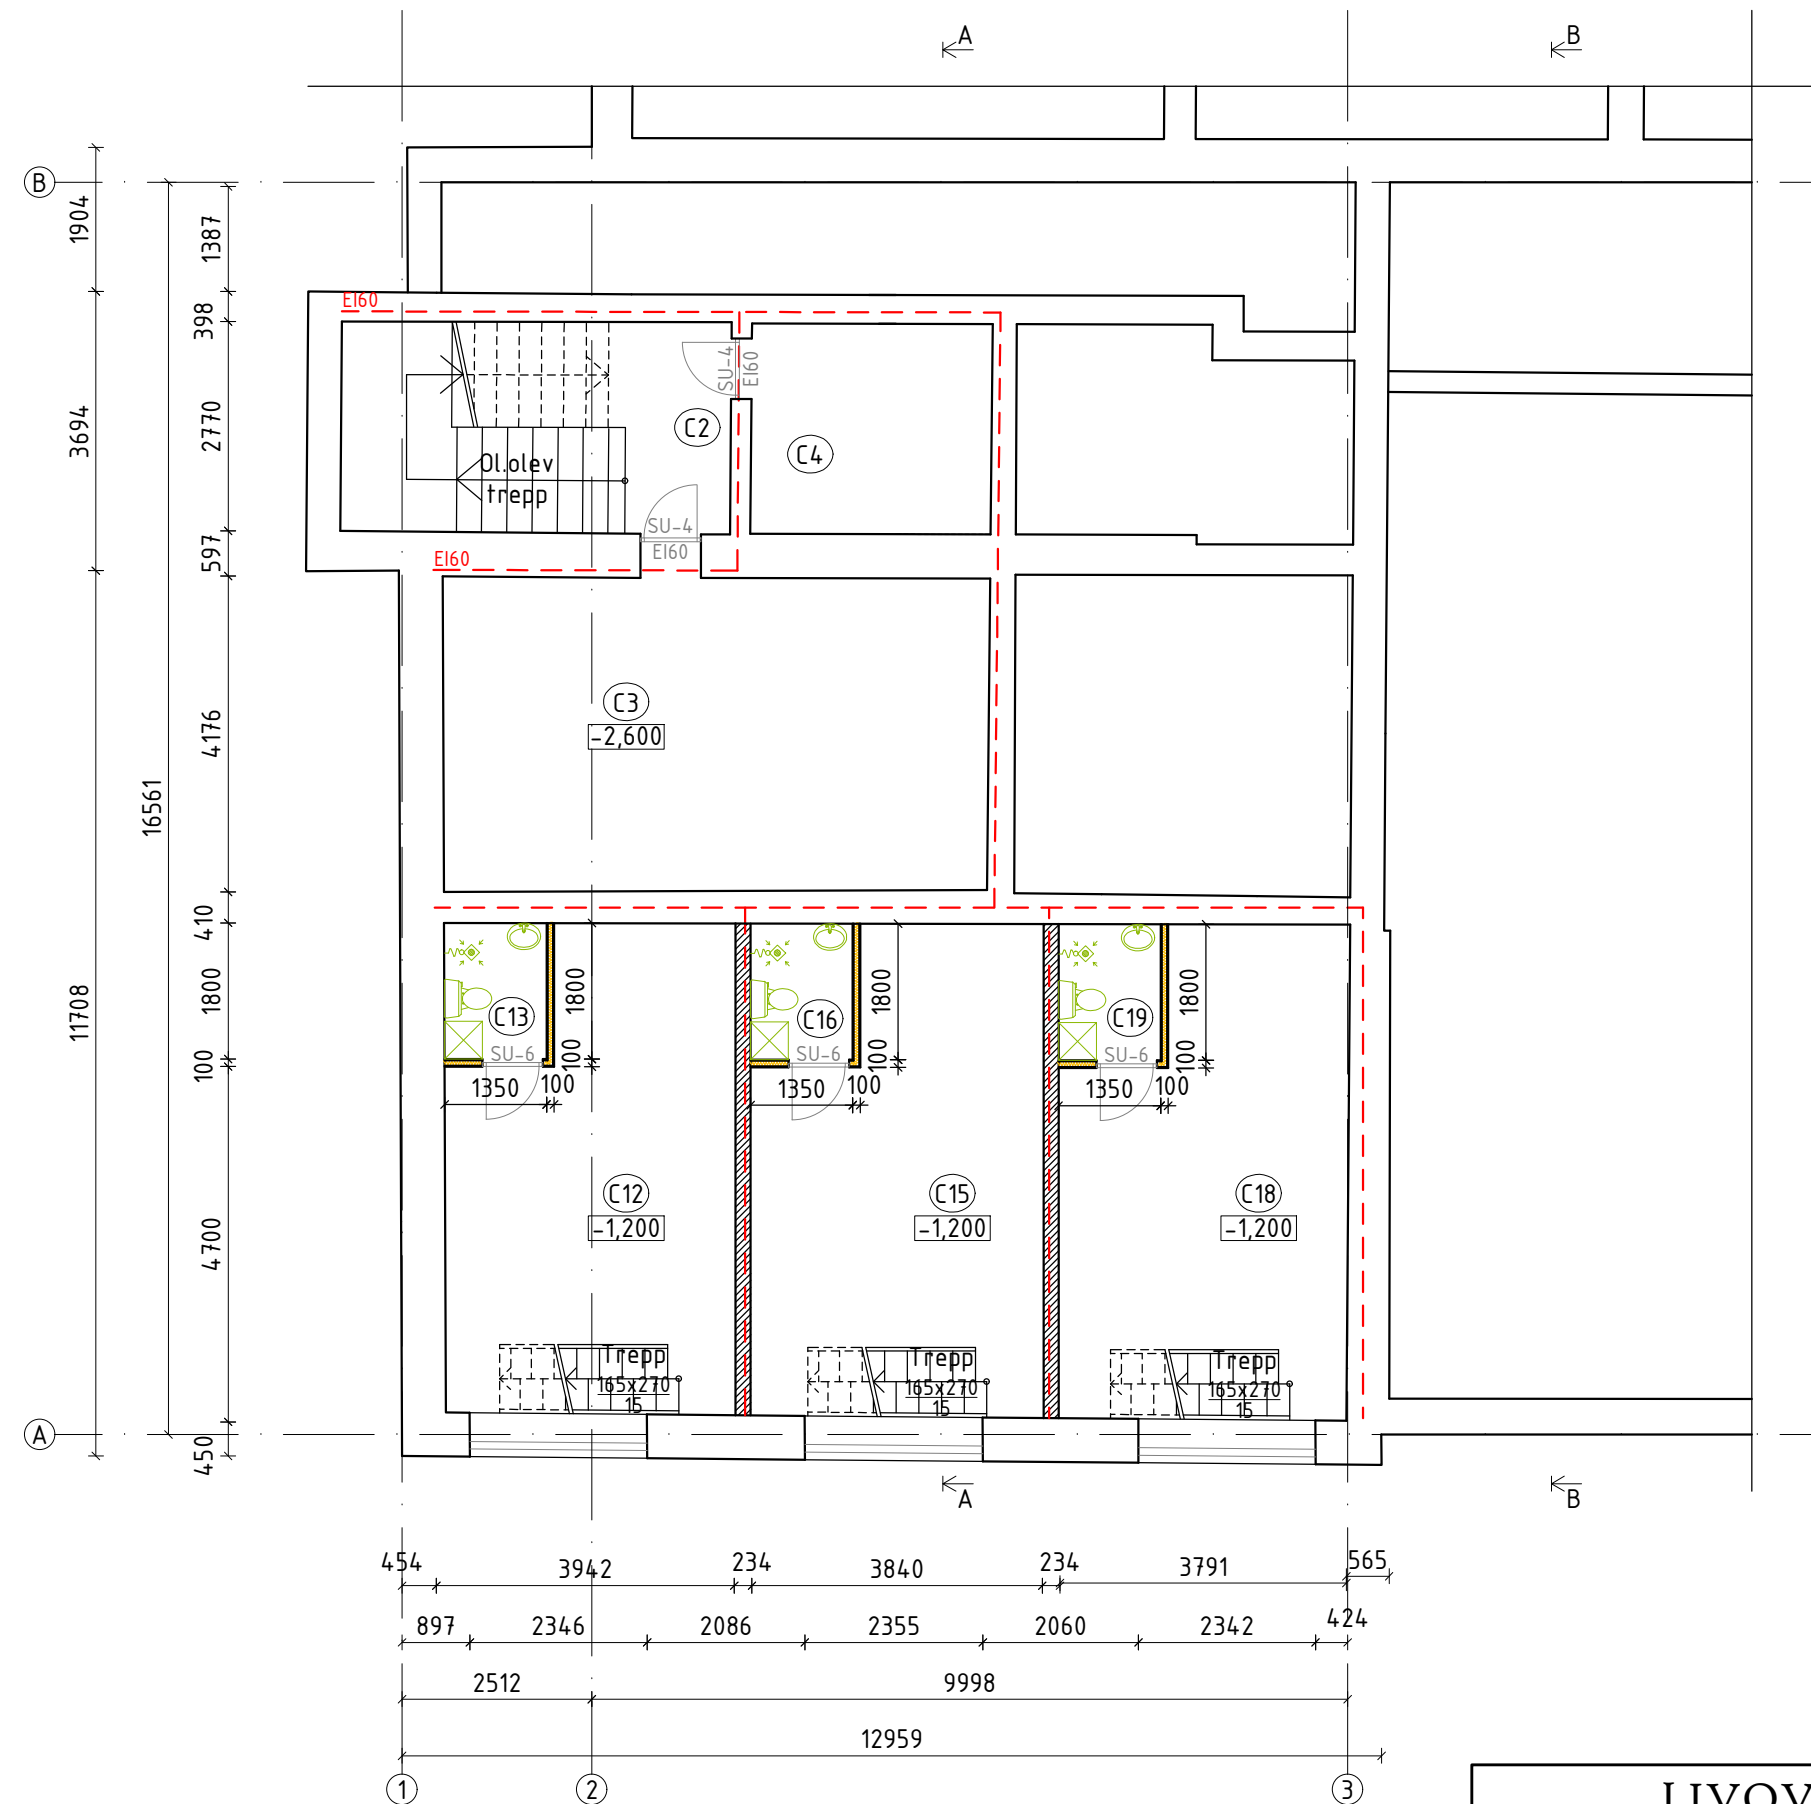 A
B
B
1904
1387
EI60
398
SU-4
EI60
3694
2770
C2
C4
Ol.olev
trepp
SU-4
EI60
597
EI60
C3
-2,600
4176
16561
410
1800
1800
1800
1800
11708
C13
C16
C19
SU-6
SU-6
SU-6
100
100
100
100
1350
100
1350
100
1350
100
C12
-1,200
C15
-1,200
C18
-1,200
4700
Trepp
165x270
15
Trepp
165x270
15
Trepp
165x270
15
A
450
A
B
454
3942
234
3840
234
3791
565
897
2346
2086
2355
2060
2342
424
2512
9998
12959
1
2
3